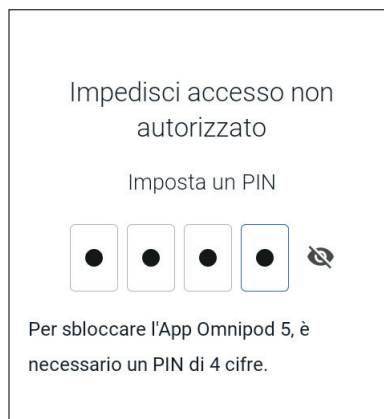 Impedisci accesso non
autorizzato
Imposta un PIN
Per sbloccare l'App Omnipod 5, è
necessario un PIN di 4 cifre.